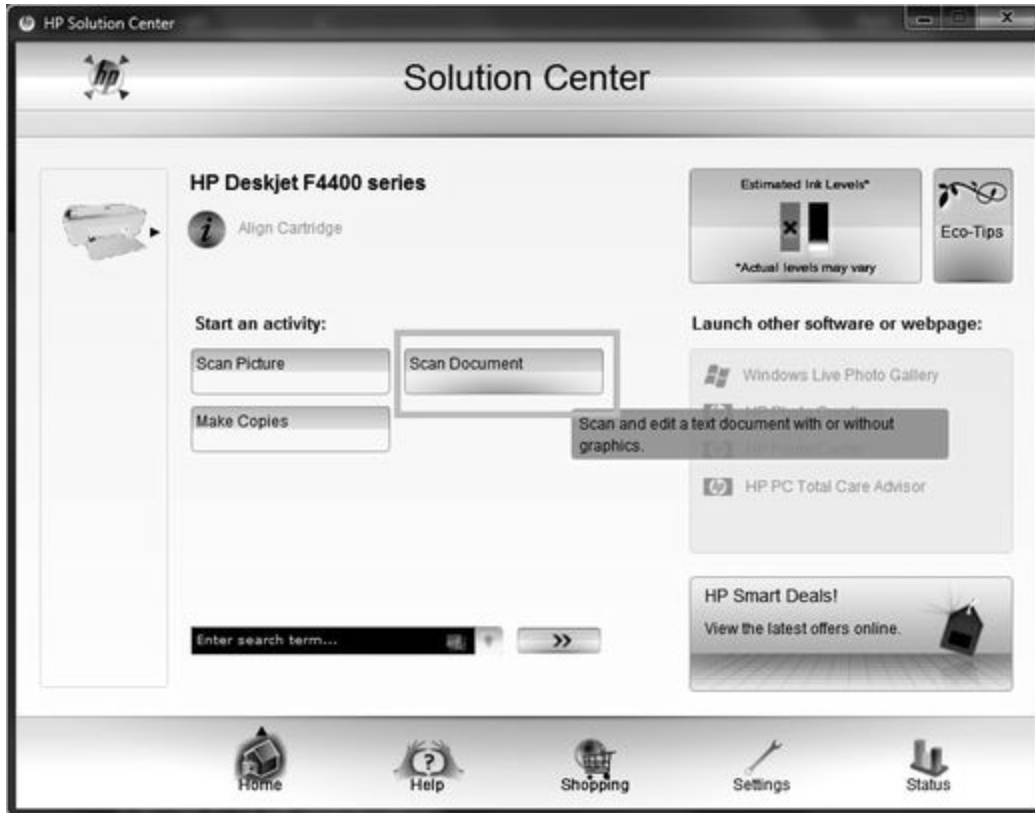 HP Solution Center
hp
Solution Center
HP Deskjet F4400 series
Align Cartridge
Estimated Ink Levels*
*Actual levels may vary
Eco-Tips
Start an activity:
Scan Picture
Scan Document
Make Copies
Scan and edit a text document with or without
graphics.
Launch other software or webpage:
Windows Live Photo Gallery
HP PC Total Care Advisor
Enter search term...
>>
HP Smart Deals!
View the latest offers online.
Home
Help
Shopping
Settings
Status